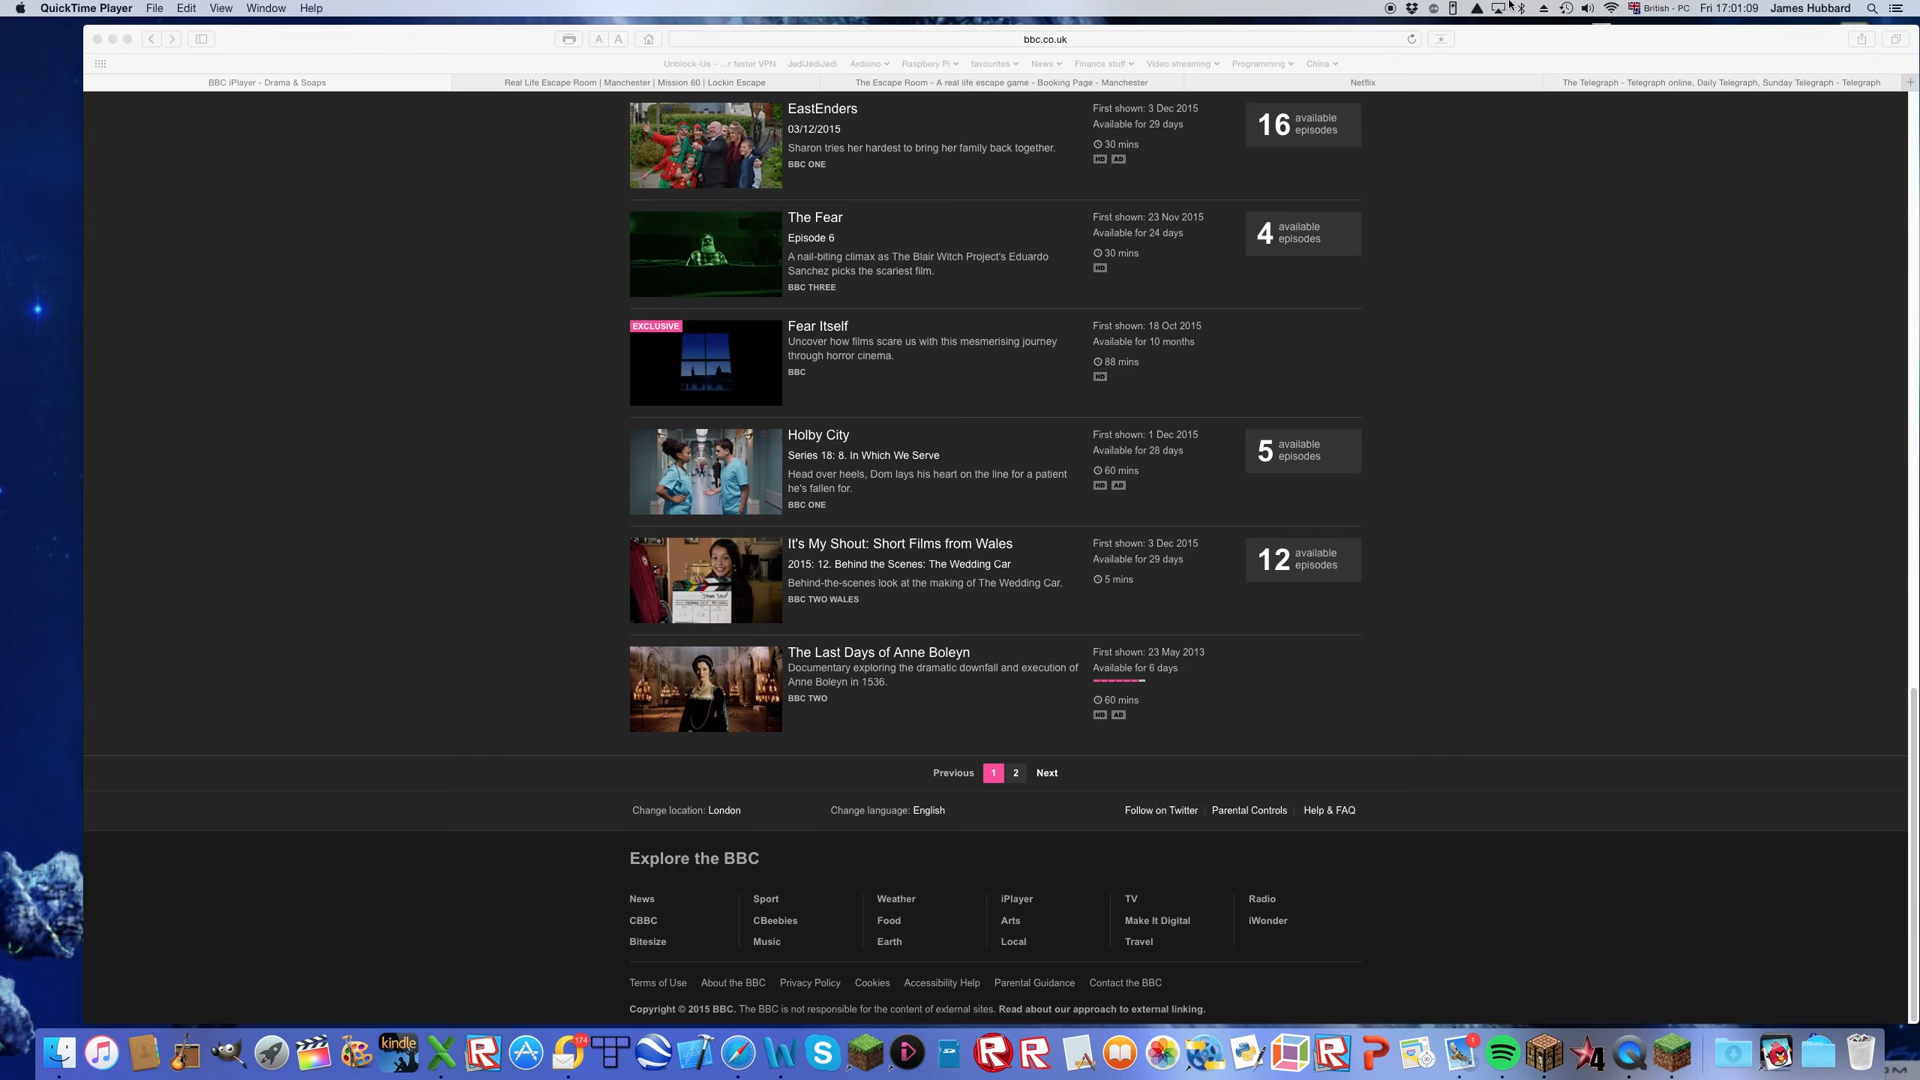 QuickTime Player File Edit View Window Help
British - PC Fri 17:01:09 James Hubbard
A A bbc.co.uk
Unblock-Us - ...r faster VPN JediJediJedi Arduino Raspbery Pi favourites News Finance stuff Video streaming Programming China
BBC iPlayer - Drama & Soaps
Real Life Escape Room | Manchester | Mission 60 | Lockin Escape
The Escape Room - A real life escape game - Booking Page - Manchester
Netflix
The Telegraph - Telegraph online, Daily Telegraph, Sunday Telegraph - Telegraph
EastEnders
03/12/2015
Sharon tries her hardest to bring her family back together.
BBC ONE
First shown: 3 Dec 2015
Available for 29 days
30 mins
HD AD
16 available episodes
The Fear
Episode 6
A nail-biting climax as The Blair Witch Project's Eduardo
Sanchez picks the scariest film.
BBC THREE
First shown: 23 Nov 2015
Available for 24 days
30 mins
HD
4 available episodes
EXCLUSIVE
Fear Itself
Uncover how films scare us with this mesmerising journey
through horror cinema.
BBC
First shown: 18 Oct 2015
Available for 10 months
88 mins
HD
Holby City
Series 18: 8. In Which We Serve
Head over heels, Dom lays his heart on the line for a patient
he's fallen for.
BBC ONE
First shown: 1 Dec 2015
Available for 28 days
60 mins
HD AD
5 available episodes
It's My Shout: Short Films from Wales
2015: 12. Behind the Scenes: The Wedding Car
Behind-the-scenes look at the making of The Wedding Car.
BBC TWO WALES
First shown: 3 Dec 2015
Available for 29 days
5 mins
12 available episodes
The Last Days of Anne Boleyn
Documentary exploring the dramatic downfall and execution of
Anne Boleyn in 1536.
BBC TWO
First shown: 23 May 2013
Available for 6 days
60 mins
HD AD
Previous 1 2 Next
Change location: London Change language: English Follow on Twitter Parental Controls Help & FAQ
Explore the BBC
News Sport Weather iPlayer TV Radio
CBBC CBeebies Food Arts Make It Digital iWonder
Bitesize Music Earth Local Travel
Terms of Use About the BBC Privacy Policy Cookies Accessibility Help Parental Guidance Contact the BBC
Copyright © 2015 BBC. The BBC is not responsible for the content of external sites. Read about our approach to external linking.
kindle
174
1